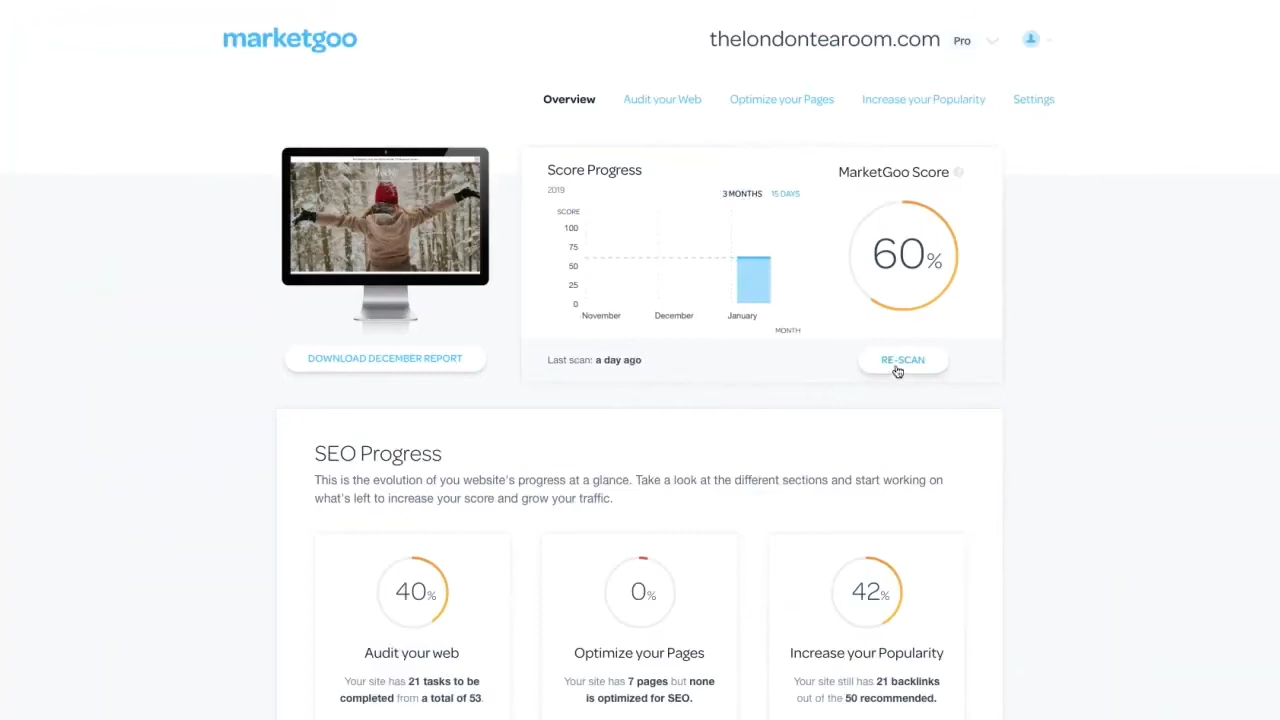 marketgoo
thelondontearoom.com Pro
Overview Audit your Web Optimize your Pages Increase your Popularity Settings
Score Progress
2019
3 MONTHS 15 DAYS
SCORE
100
75
50
25
0
November December January
MONTH
MarketGoo Score ?
60%
DOWNLOAD DECEMBER REPORT
Last scan: a day ago
RE-SCAN
SEO Progress
This is the evolution of you website's progress at a glance. Take a look at the different sections and start working on
what's left to increase your score and grow your traffic.
40%
Audit your web
Your site has 21 tasks to be
completed from a total of 53.
0%
Optimize your Pages
Your site has 7 pages but none
is optimized for SEO.
42%
Increase your Popularity
Your site still has 21 backlinks
out of the 50 recommended.